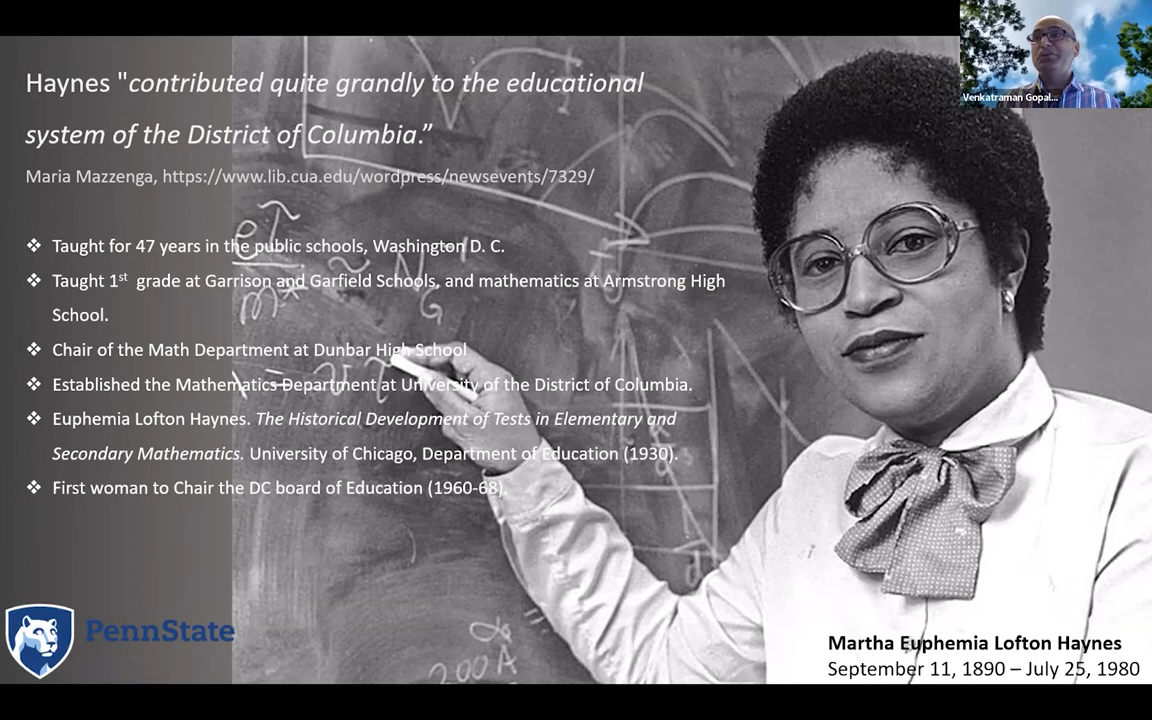 Venkatraman Gopal...
Haynes "contributed quite grandly to the educational
system of the District of Columbia.”
Maria Mazzenga, https://www.lib.cua.edu/wordpress/newsevents/7329/
❖ Taught for 47 years in the public schools, Washington D. C.
❖ Taught 1st grade at Garrison and Garfield Schools, and mathematics at Armstrong High
School.
❖ Chair of the Math Department at Dunbar High School
❖ Established the Mathematics Department at University of the District of Columbia.
❖ Euphemia Lofton Haynes. The Historical Development of Tests in Elementary and
Secondary Mathematics. University of Chicago, Department of Education (1930).
❖ First woman to Chair the DC board of Education (1960-68).
200A
PennState
Martha Euphemia Lofton Haynes
September 11, 1890 – July 25, 1980